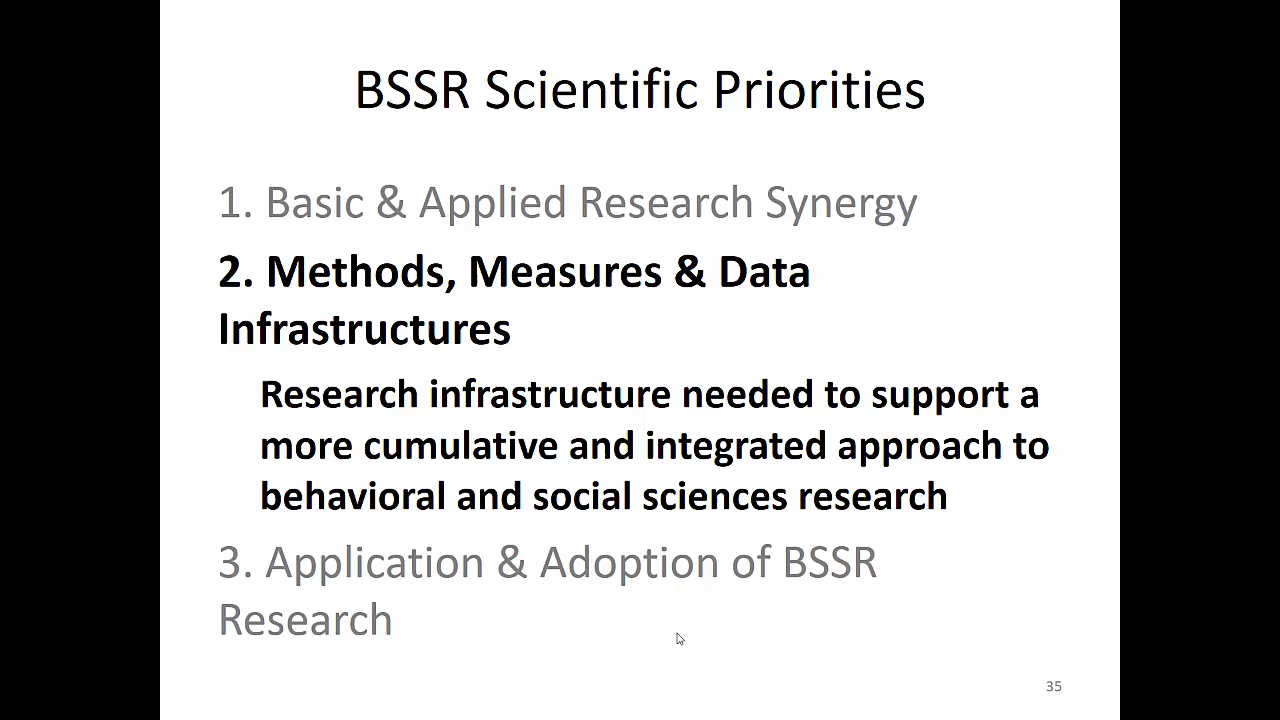 BSSR Scientific Priorities
1. Basic & Applied Research Synergy
2. Methods, Measures & Data
Infrastructures
Research infrastructure needed to support a
more cumulative and integrated approach to
behavioral and social sciences research
3. Application & Adoption of BSSR
Research
35